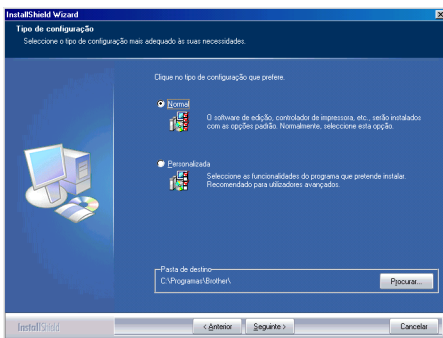 InstallShield Wizard
Tipo de configuração
Seleccione o tipo de configuração mais adequado às suas necessidades.
Clique no tipo de configuração que prefere.
Normal
O software de edição, controlador de impressora, etc., serão instalados
com as opções padrão. Normalmente, seleccione esta opção.
Personalizada
Seleccione as funcionalidades do programa que pretende instalar.
Recomendado para utilizadores avançados.
Pasta de destino
C:\Programas\Brother\
Procurar...
InstallShield
< Anterior
Seguinte >
Cancelar